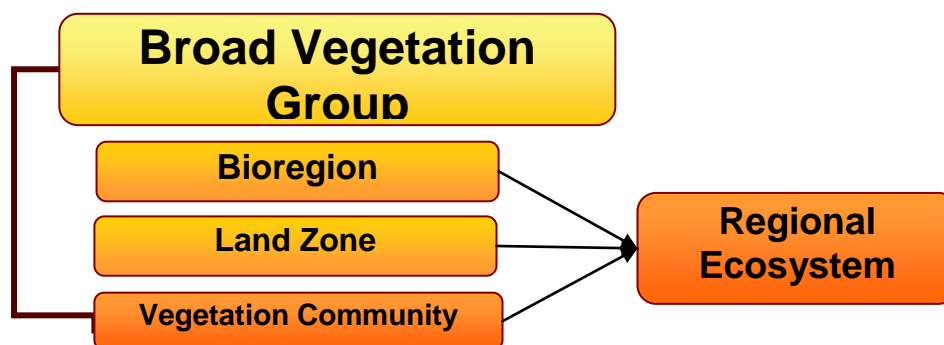 Broad Vegetation
Group
Bioregion
Land Zone
Vegetation Community
Regional
Ecosystem